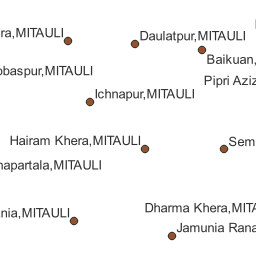 ra,MITAULI
Daulatpur,MITAULI
Baikuan,
obaspur,MITAULI
Pipri Aziz
Ichnapur,MITAULI
Hairam Khera,MITAULI
Sem
hapartala,MITAULI
Dharma Khera,MITA
nia,MITAULI
Jamunia Rana